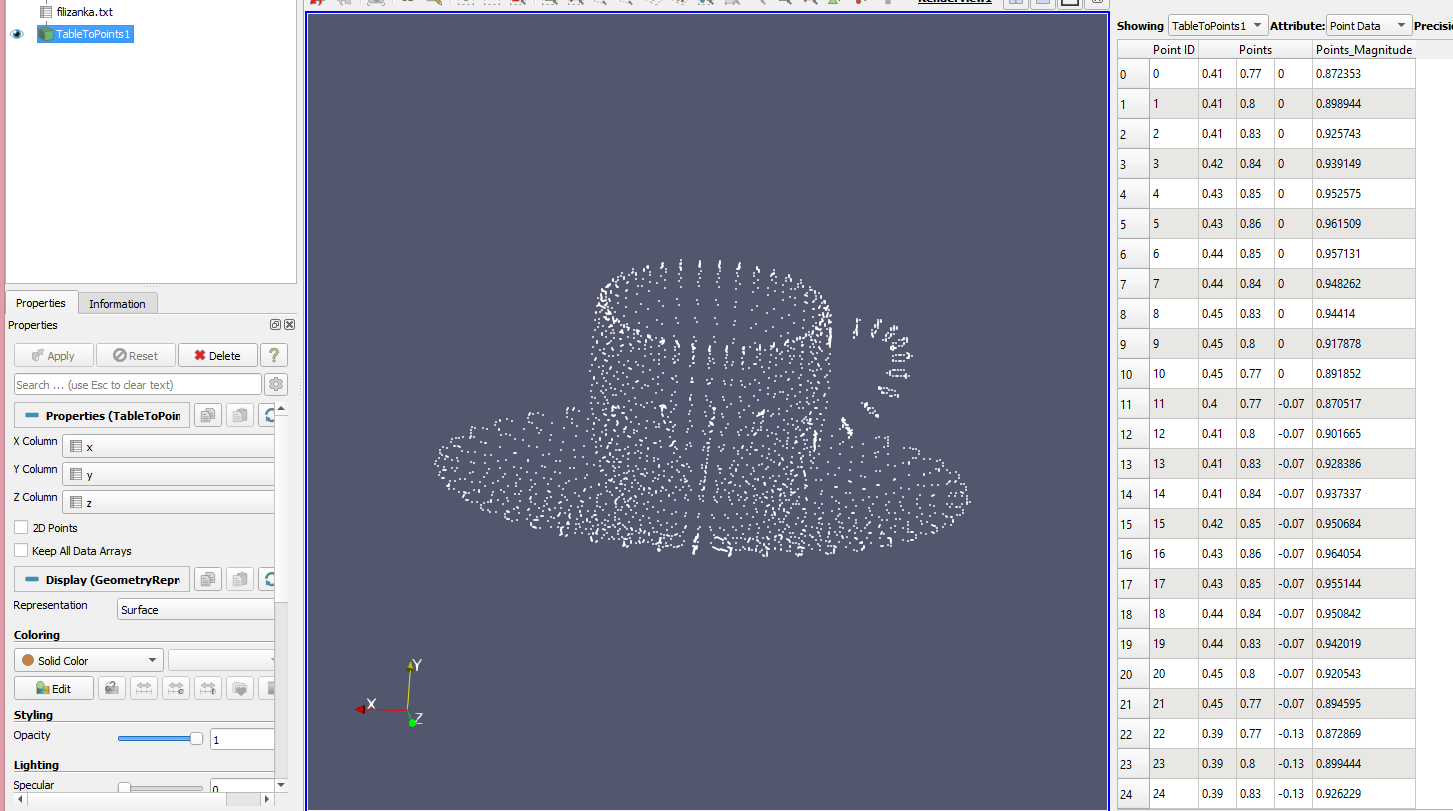 RenderView1
filizanka.txt
TableToPoints1
Properties
Information
Properties
Apply
Reset
Delete
?
Search ... (use Esc to clear text)
Properties (TableToPoin
X Column
x
Y Column
y
Z Column
z
2D Points
Keep All Data Arrays
Display (GeometryRepr
Representation
Surface
Coloring
Solid Color
Edit
Styling
Opacity
1
Lighting
Specular
0
Y
X
Z
Showing TableToPoints1 Attribute: Point Data Precisio
Point ID Points Points_Magnitude
0 0 0.41 0.77 0 0.872353
1 1 0.41 0.8 0 0.898944
2 2 0.41 0.83 0 0.925743
3 3 0.42 0.84 0 0.939149
4 4 0.43 0.85 0 0.952575
5 5 0.43 0.86 0 0.961509
6 6 0.44 0.85 0 0.957131
7 7 0.44 0.84 0 0.948262
8 8 0.45 0.83 0 0.94414
9 9 0.45 0.8 0 0.917878
10 10 0.45 0.77 0 0.891852
11 11 0.4 0.77 -0.07 0.870517
12 12 0.41 0.8 -0.07 0.901665
13 13 0.41 0.83 -0.07 0.928386
14 14 0.41 0.84 -0.07 0.937337
15 15 0.42 0.85 -0.07 0.950684
16 16 0.43 0.86 -0.07 0.964054
17 17 0.43 0.85 -0.07 0.955144
18 18 0.44 0.84 -0.07 0.950842
19 19 0.44 0.83 -0.07 0.942019
20 20 0.45 0.8 -0.07 0.920543
21 21 0.45 0.77 -0.07 0.894595
22 22 0.39 0.77 -0.13 0.872869
23 23 0.39 0.8 -0.13 0.899444
24 24 0.39 0.83 -0.13 0.926229